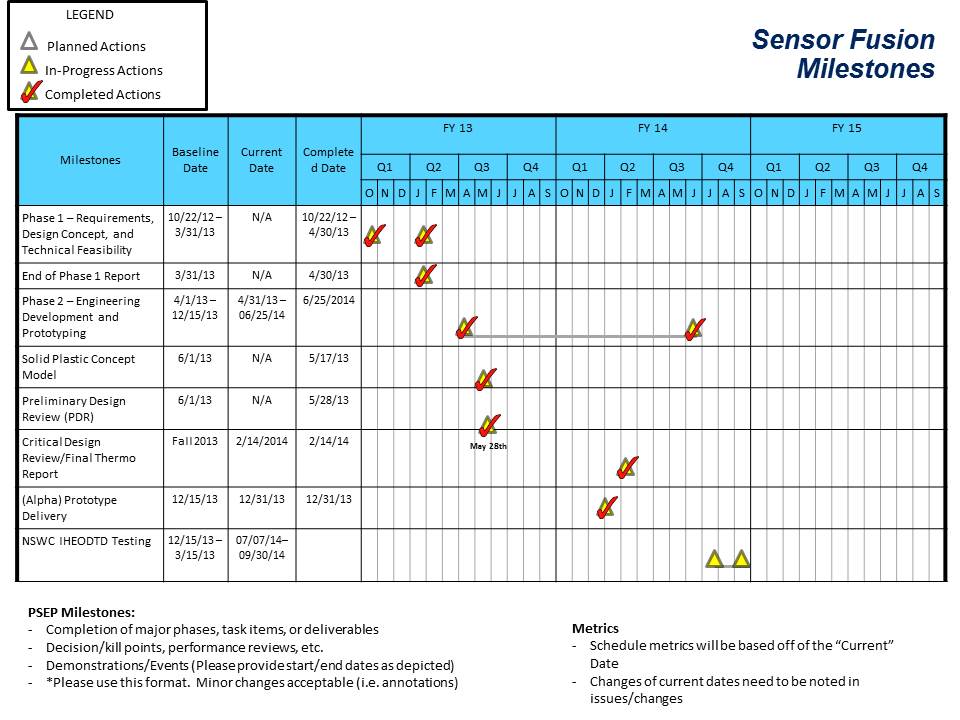 LEGEND
Planned Actions
In-Progress Actions
Completed Actions
Sensor Fusion
Milestones
Milestones
Baseline
Date
Current
Date
Complete
d Date
FY 13
FY 14
FY 15
Q1 Q2 Q3 Q4 Q1 Q2 Q3 Q4 Q1 Q2 Q3 Q4
O N D J F M A M J J A S O N D J F M A M J J A S O N D J F M A M J J A S
Phase 1 – Requirements,
Design Concept, and
Technical Feasibility
10/22/12 –
3/31/13
N/A
10/22/12 –
4/30/13
End of Phase 1 Report
3/31/13
N/A
4/30/13
Phase 2 – Engineering
Development and
Prototyping
4/1/13 –
12/15/13
4/31/13 –
06/25/14
6/25/2014
Solid Plastic Concept
Model
6/1/13
N/A
5/17/13
Preliminary Design
Review (PDR)
6/1/13
N/A
5/28/13
May 28th
Critical Design
Review/Final Thermo
Report
Fall 2013
2/14/2014
2/14/14
(Alpha) Prototype
Delivery
12/15/13
12/31/13
12/31/13
NSWC IHEODTD Testing
12/15/13 –
3/15/13
07/07/14–
09/30/14
PSEP Milestones:
- Completion of major phases, task items, or deliverables
- Decision/kill points, performance reviews, etc.
- Demonstrations/Events (Please provide start/end dates as depicted)
- *Please use this format. Minor changes acceptable (i.e. annotations)
Metrics
- Schedule metrics will be based off of the “Current”
Date
- Changes of current dates need to be noted in
issues/changes